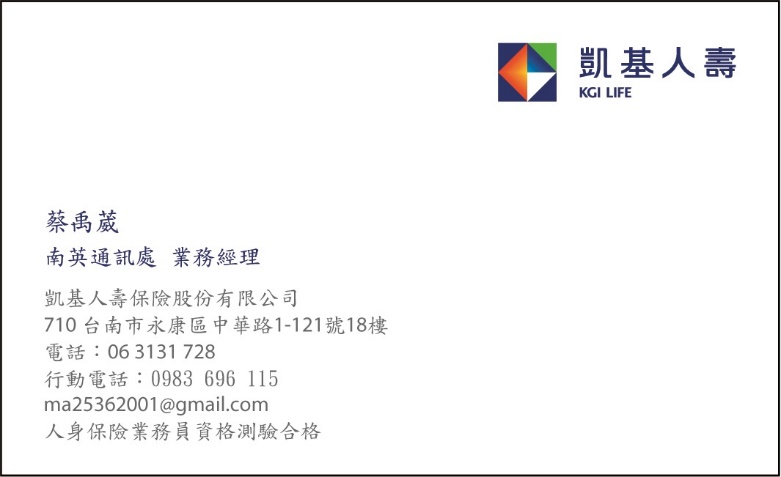 凱基人壽
KGI LIFE
蔡禹葳
南英通訊處 業務經理
凱基人壽保險股份有限公司
710 台南市永康區中華路1-121號18樓
電話：06 3131 728
行動電話：0983 696 115
ma25362001@gmail.com
人身保險業務員資格測驗合格